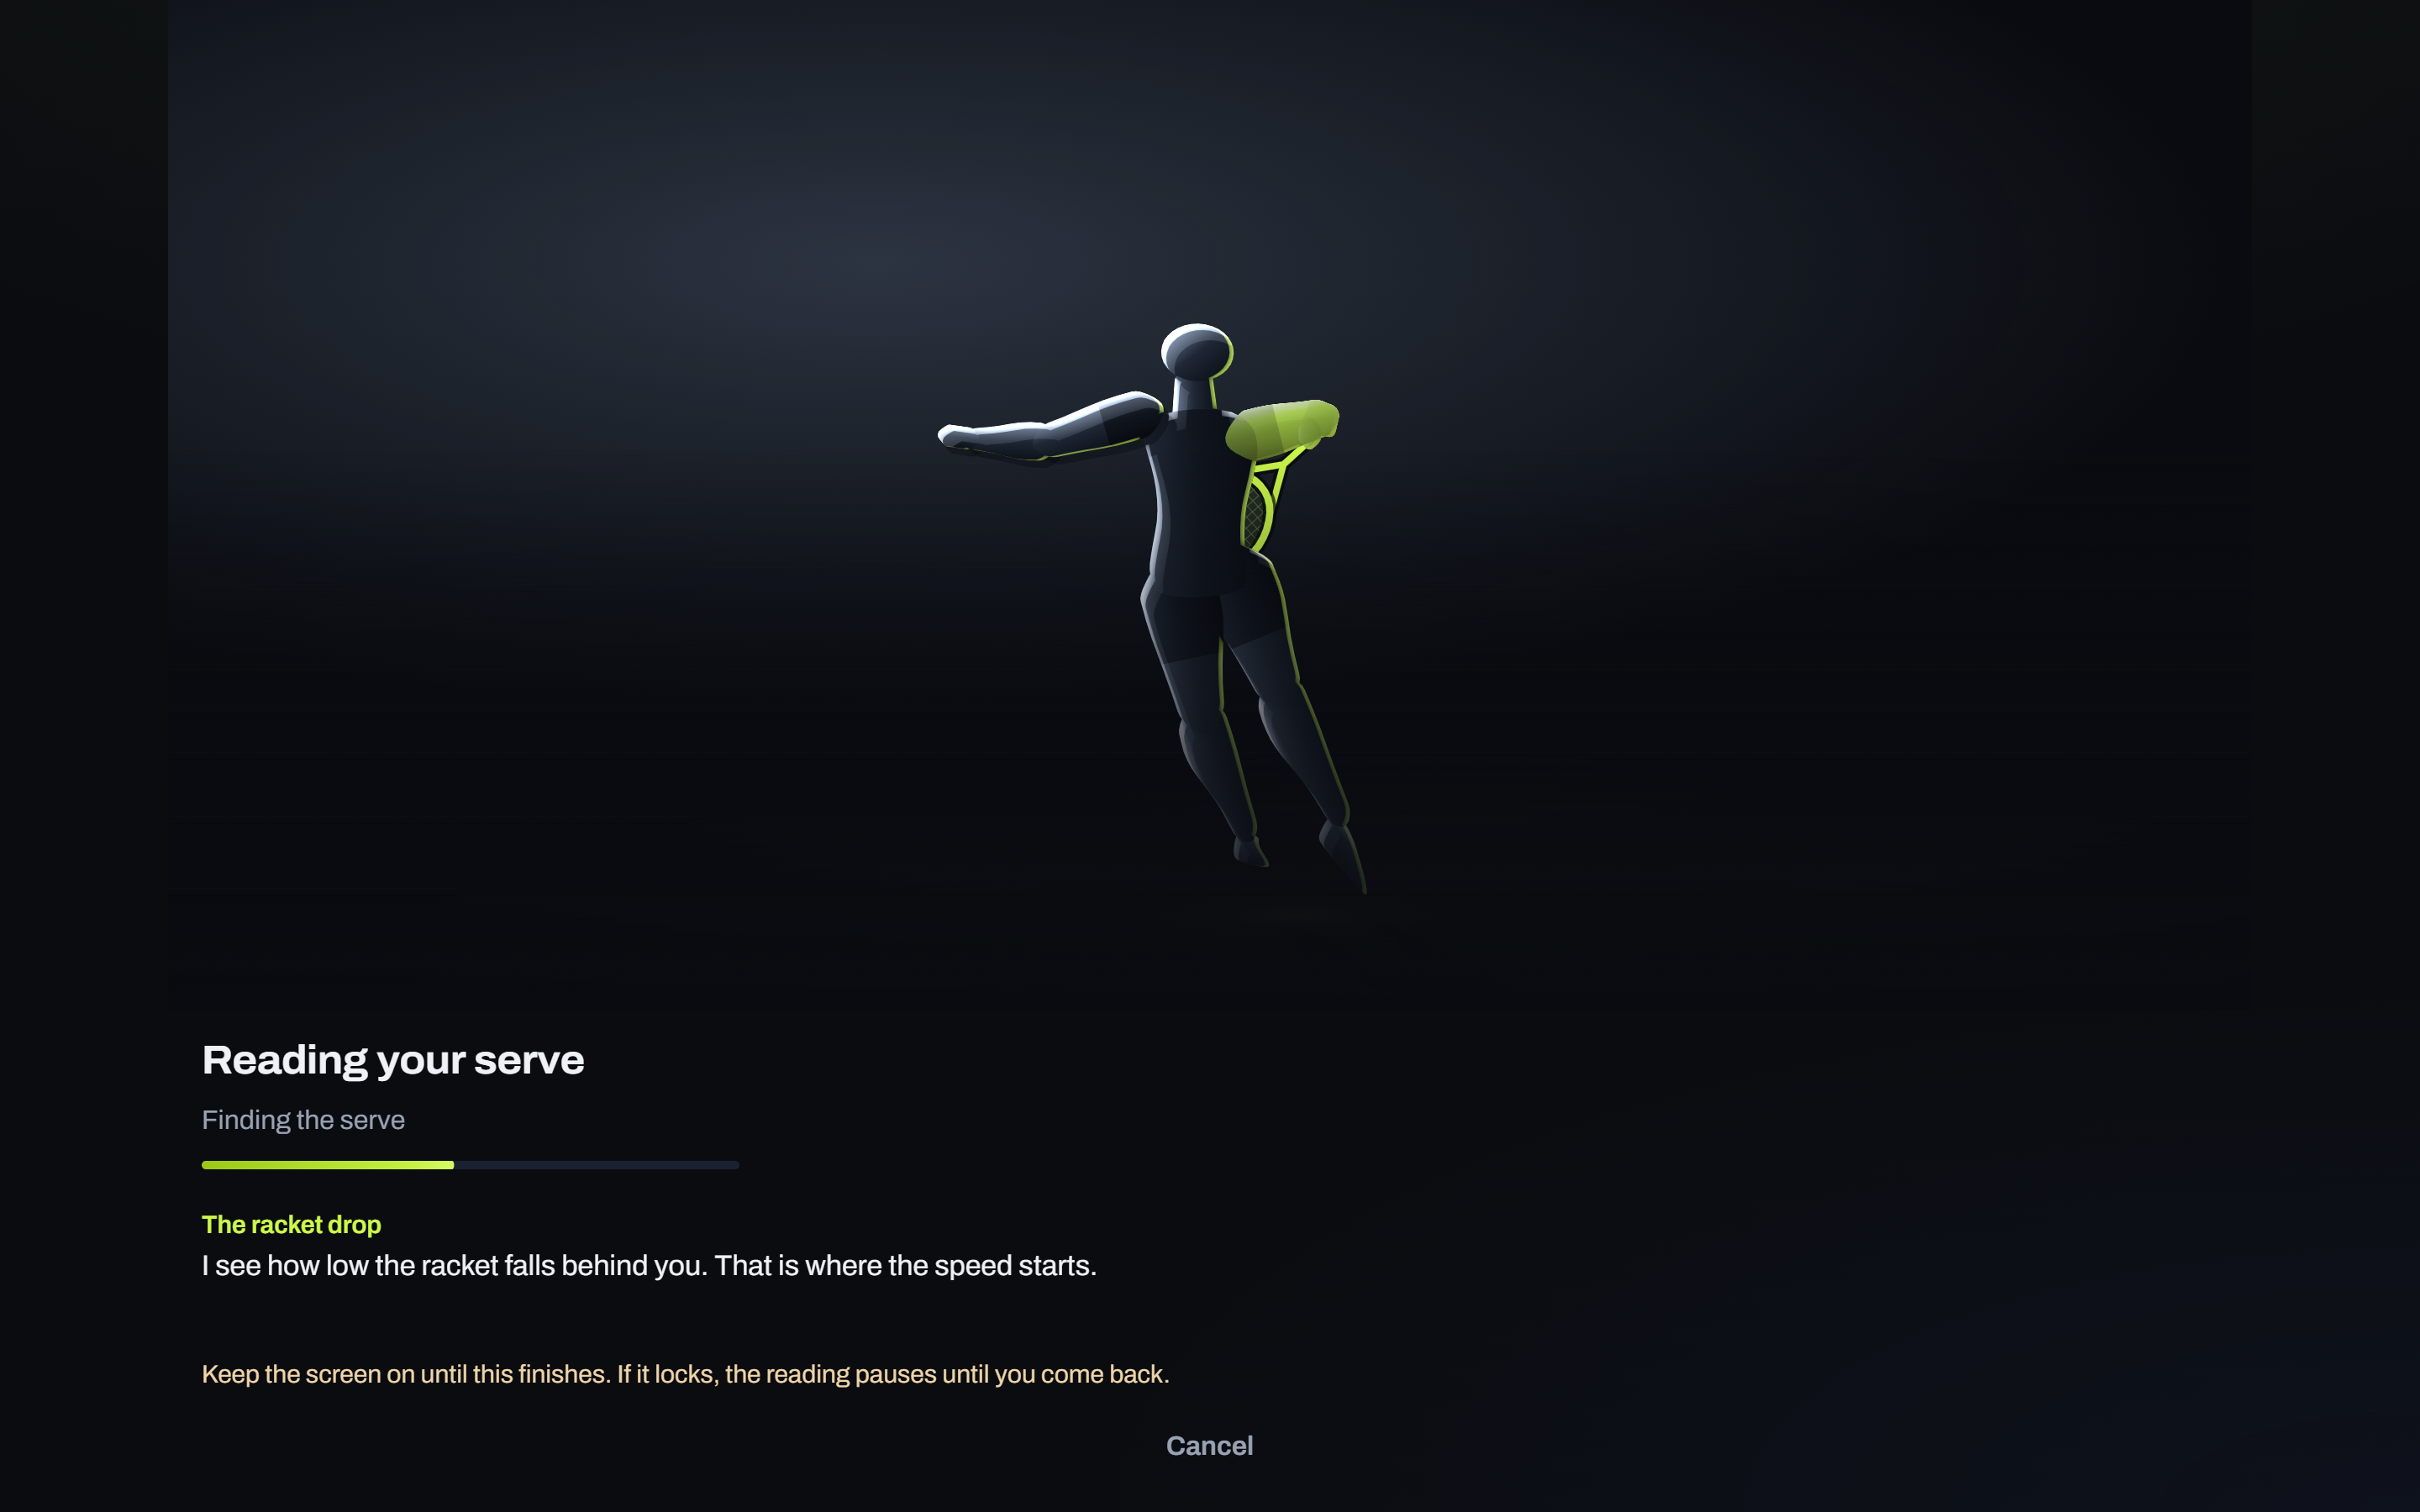 Reading your serve
Finding the serve
The racket drop
I see how low the racket falls behind you. That is where the speed starts.
Keep the screen on until this finishes. If it locks, the reading pauses until you come back.
Cancel